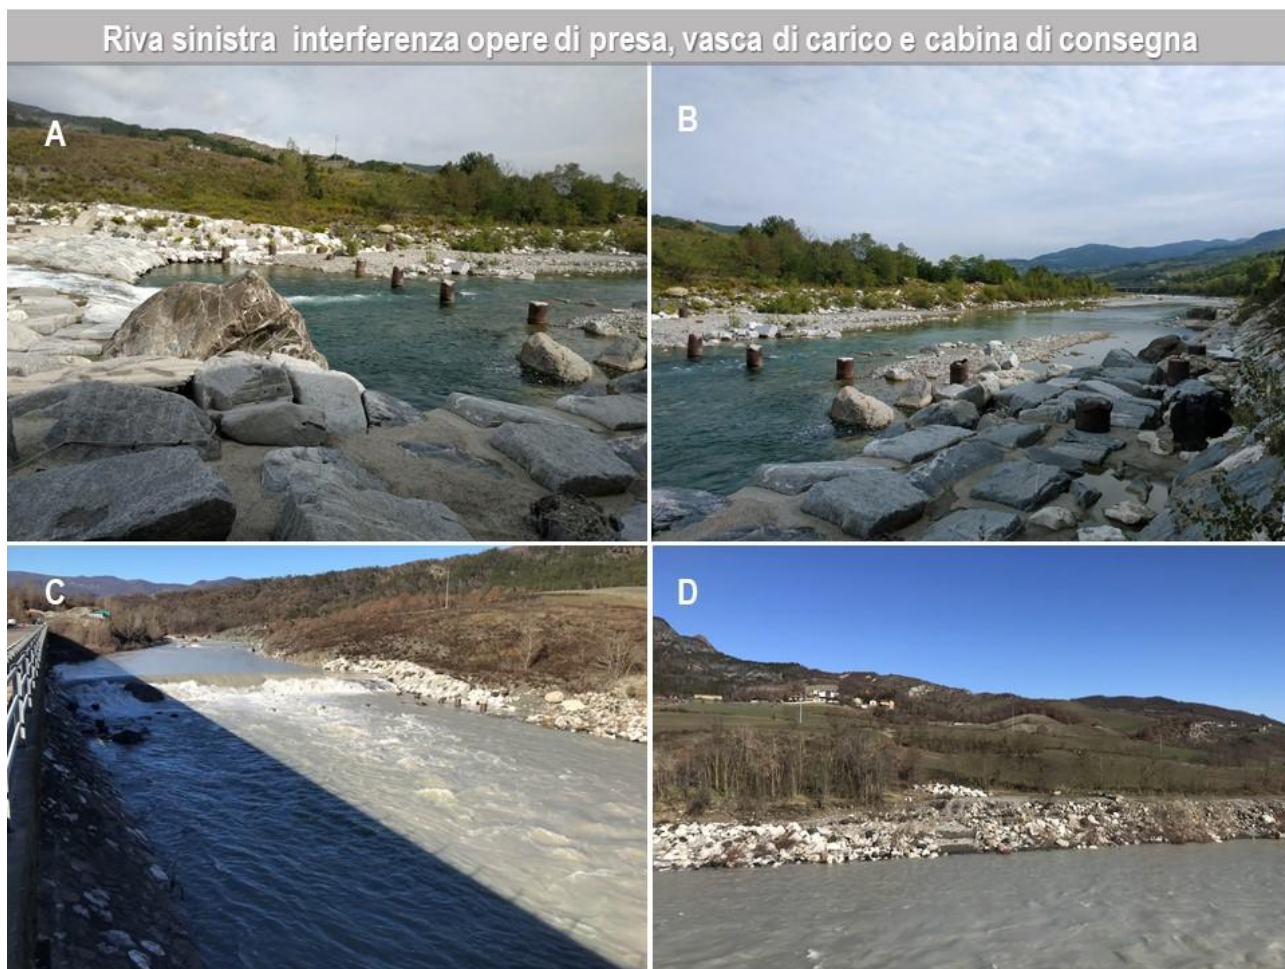 Riva sinistra interferenza opere di presa, vasca di carico e cabina di consegna
A
B
C
D